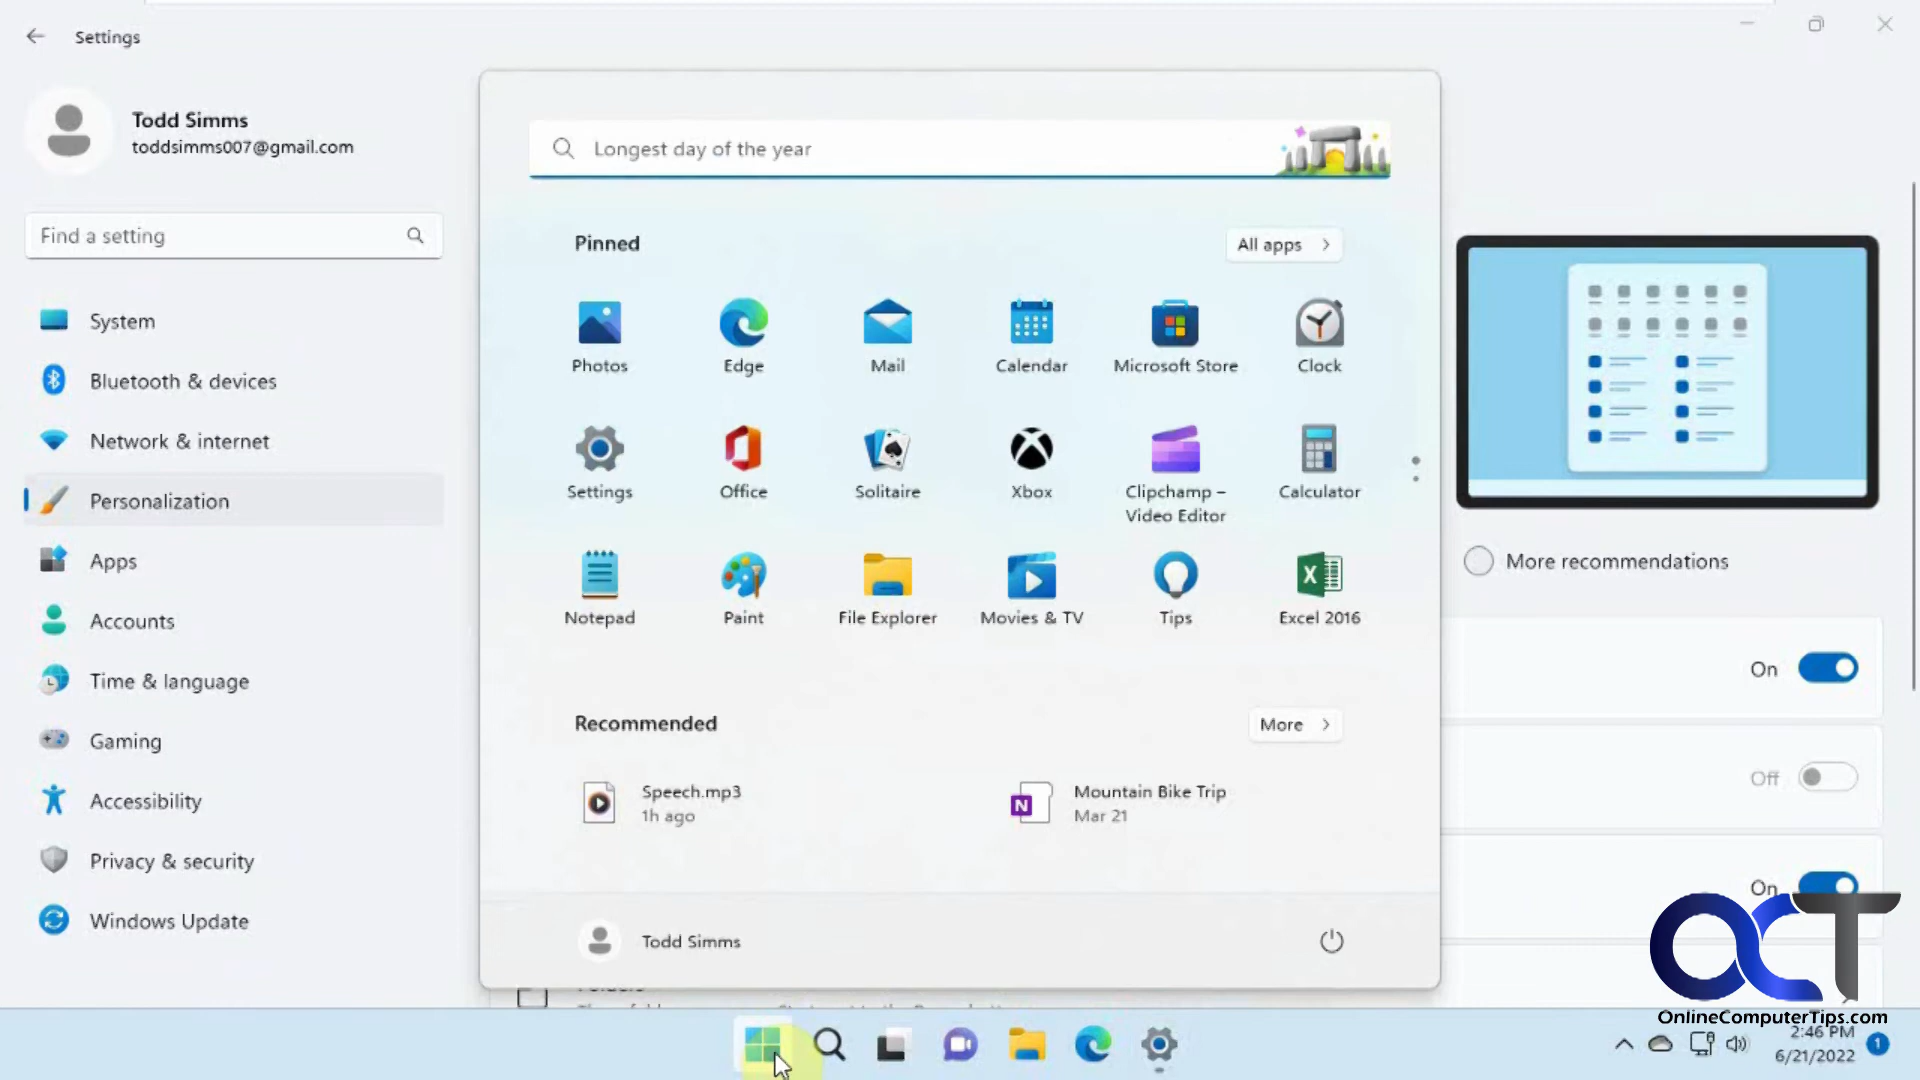 Settings
Todd Simms
toddsimms007@gmail.com
Find a setting
System
Bluetooth & devices
Network & internet
Personalization
Apps
Accounts
Time & language
Gaming
Accessibility
Privacy & security
Windows Update
Longest day of the year
Pinned
All apps
Photos
Edge
Mail
Calendar
Microsoft Store
Clock
Settings
Office
Solitaire
Xbox
Clipchamp –
Video Editor
Calculator
Notepad
Paint
File Explorer
Movies & TV
Tips
Excel 2016
Recommended
More
Speech.mp3
1h ago
Mountain Bike Trip
Mar 21
Todd Simms
More recommendations
On
Off
On
Folders
OCT
OnlineComputerTips.com
2:46 PM
6/21/2022
1